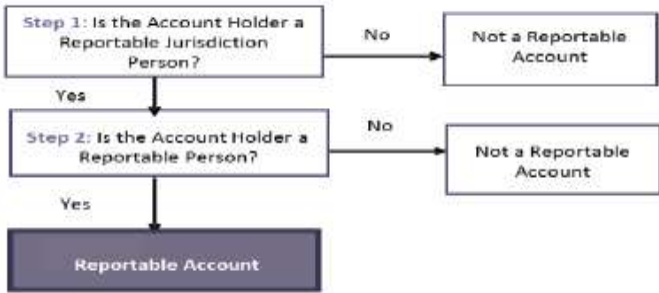 Step 1: Is the Account Holder a
Reportable Jurisdiction
Person?
No
Not a Reportable
Account
Yes
Step 2: Is the Account Holder a
Reportable Person?
No
Not a Reportable
Account
Yes
Reportable Account